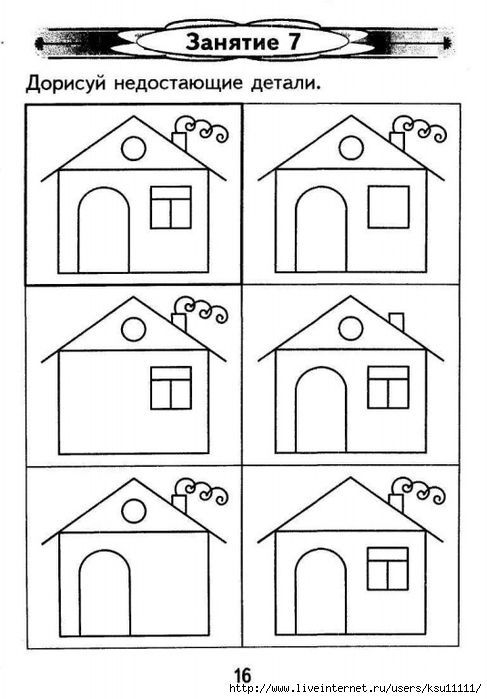 Занятие 7
Дорисуй недостающие детали.
16
http://www.liveinternet.ru/users/ksu11111/